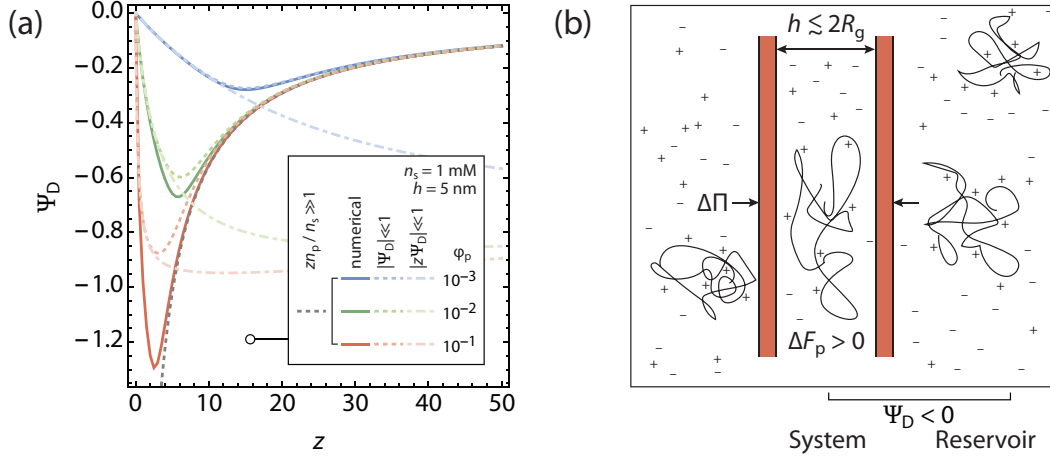 (a)
0.0
−0.2
−0.4
−0.6
−0.8
−1.0
−1.2
Ψ_D
0
10
20
30
40
50
z
n_s = 1 mM
h = 5 nm
zn_p / n_s ≫1
numerical
|Ψ_D|≪1
|zΨ_D|≪1
φ_p
10⁻³
10⁻²
10⁻¹
(b)
h ≲ 2R_g
ΔΠ
ΔF_p > 0
Ψ_D < 0
System
Reservoir